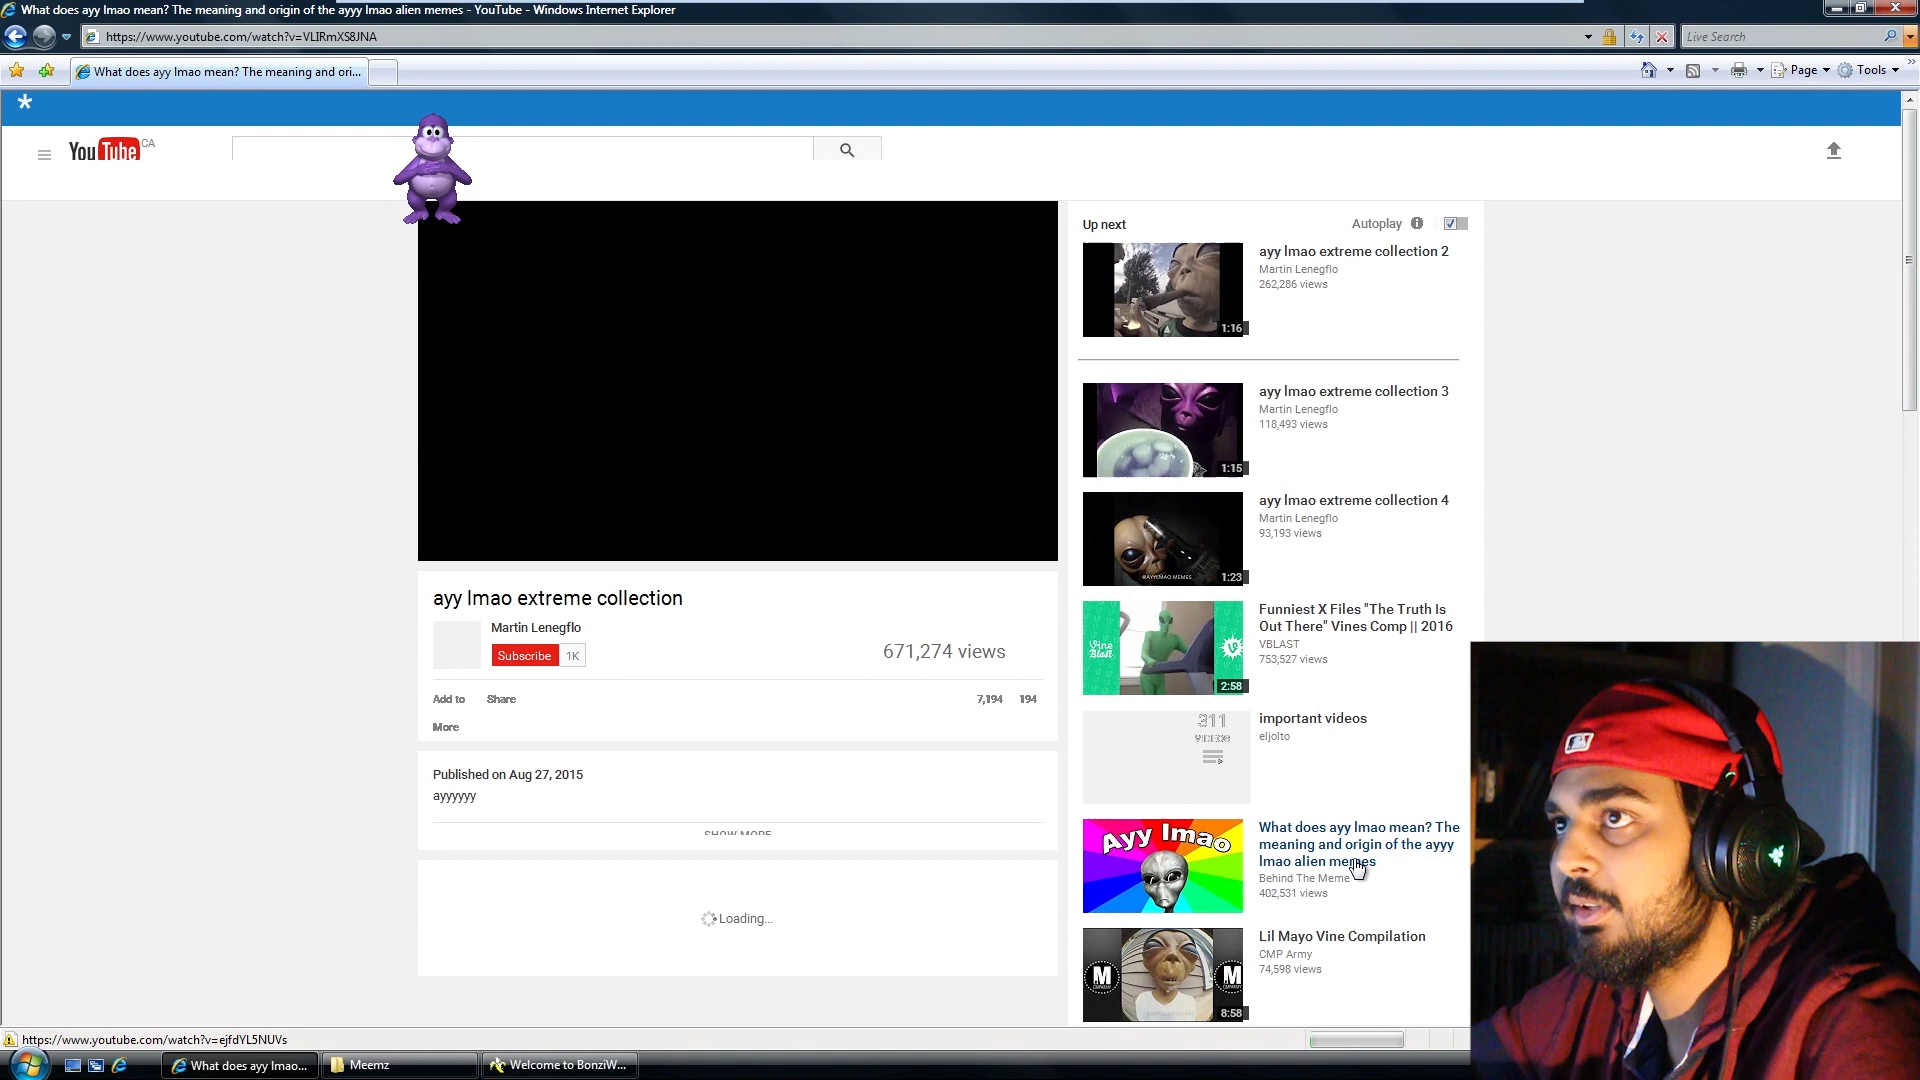 What does ayy lmao mean? The meaning and origin of the ayyy lmao alien memes - YouTube - Windows Internet Explorer
https://www.youtube.com/watch?v=VLIRmXS8JNA
Live Search
What does ayy lmao mean? The meaning and ori...
Page
Tools
*
YouTube CA
Up next
Autoplay
ayy lmao extreme collection 2
Martin Lenegflo
262,286 views
1:16
ayy lmao extreme collection 3
Martin Lenegflo
118,493 views
1:15
ayy lmao extreme collection 4
Martin Lenegflo
93,193 views
@AYYLMAO.MEMES
1:23
Funniest X Files "The Truth Is
Out There" Vines Comp || 2016
VBLAST
753,527 views
Vine
Blast
2:58
311
VIDEOS
important videos
eljolto
Ayy lmao
What does ayy lmao mean? The
meaning and origin of the ayyy
lmao alien memes
Behind The Meme
402,531 views
Lil Mayo Vine Compilation
CMP Army
74,598 views
M
M
8:58
ayy lmao extreme collection
Martin Lenegflo
Subscribe 1K
671,274 views
Add to
Share
7,194
194
More
Published on Aug 27, 2015
ayyyyyy
SHOW MORE
Loading...
https://www.youtube.com/watch?v=ejfdYL5NUVs
What does ayy lmao...
Meemz
Welcome to BonziW...